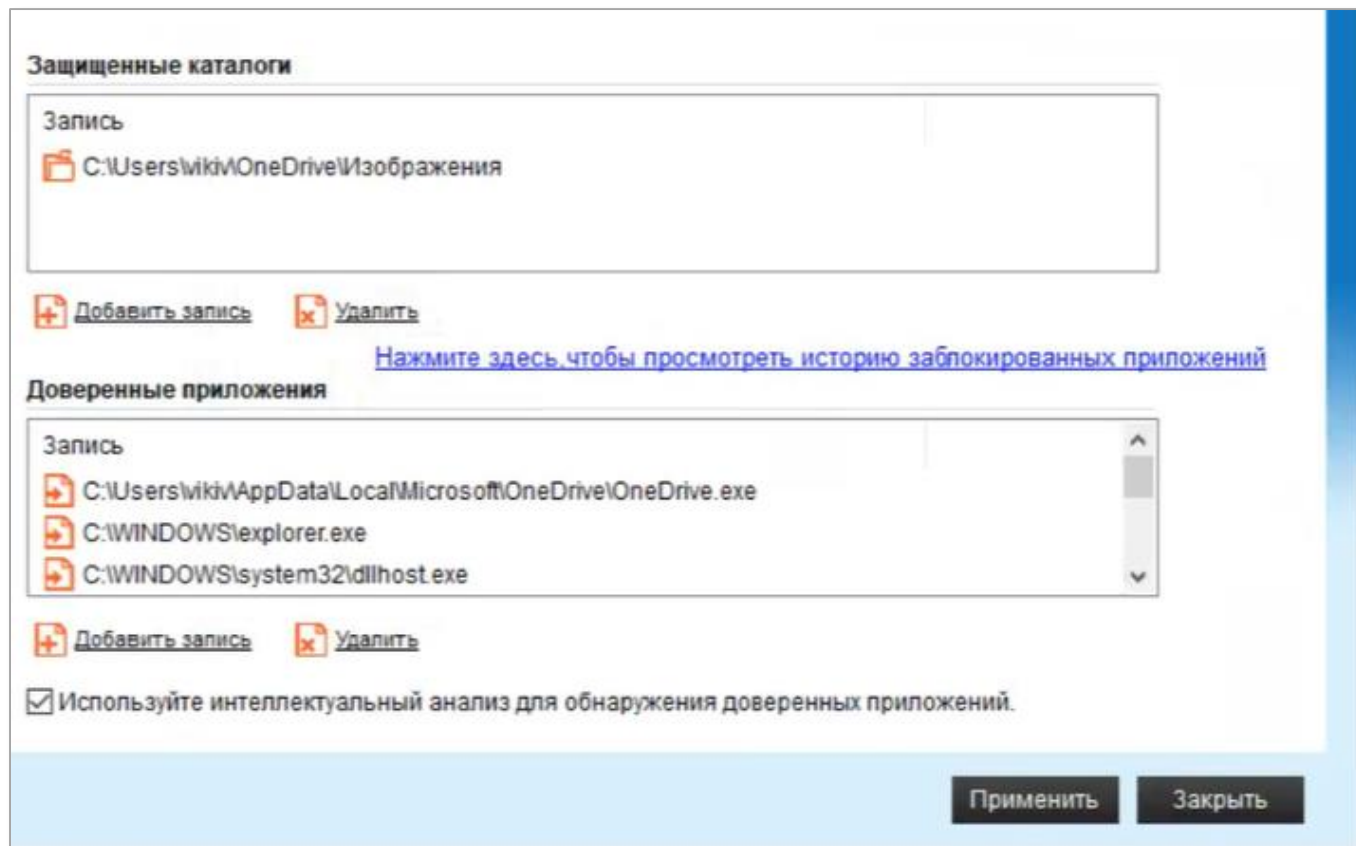 Защищенные каталоги
Запись
C:\Users\vikiv\OneDrive\Изображения
Добавить запись Удалить
Нажмите здесь,чтобы просмотреть историю заблокированных приложений
Доверенные приложения
Запись
C:\Users\vikiv\AppData\Local\Microsoft\OneDrive\OneDrive.exe
C:\WINDOWS\explorer.exe
C:\WINDOWS\system32\dllhost.exe
Добавить запись Удалить
Используйте интеллектуальный анализ для обнаружения доверенных приложений.
Применить Закрыть